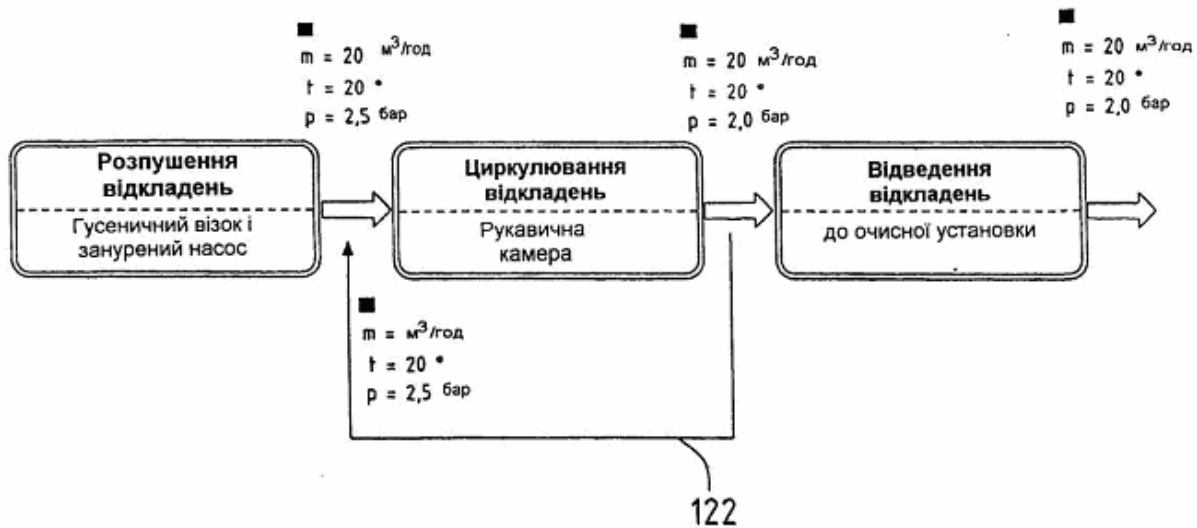 m = 20 м³/год
t = 20 °
p = 2,5 бар
m = 20 м³/год
t = 20 °
p = 2,0 бар
m = 20 м³/год
t = 20 °
p = 2,0 бар
Розпушення
відкладень
Гусеничний візок і
занурений насос
Циркулювання
відкладень
Рукавична
камера
Відведення
відкладень
до очисної установки
m = м³/год
t = 20 °
p = 2,5 бар
122